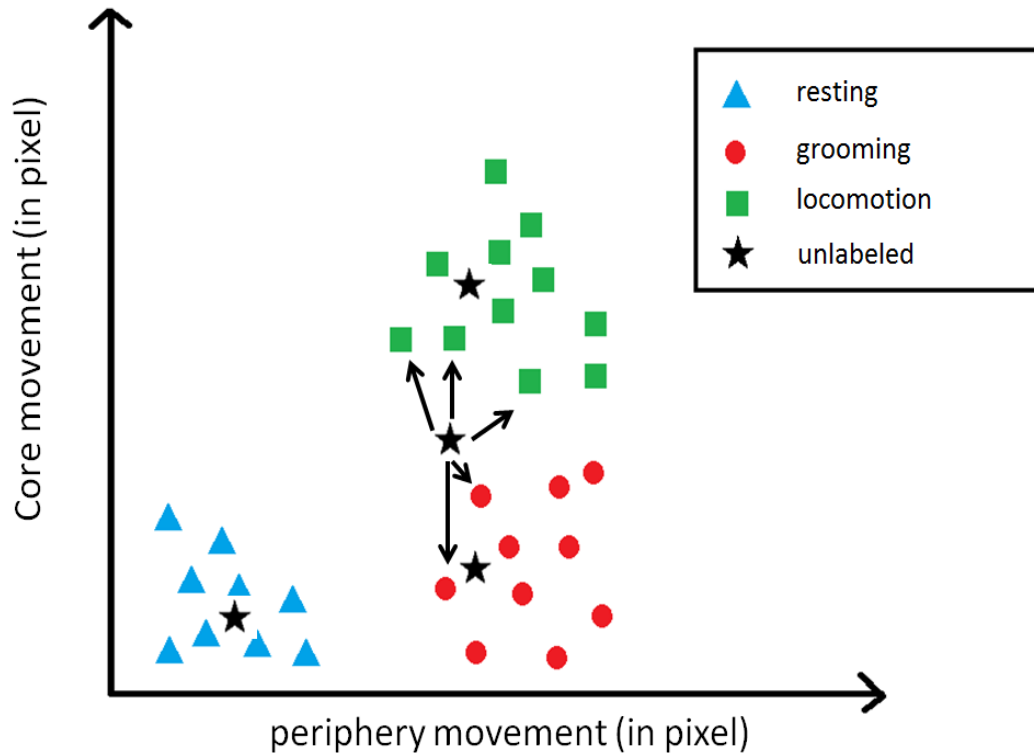 Core movement (in pixel)
resting
grooming
locomotion
unlabeled
periphery movement (in pixel)